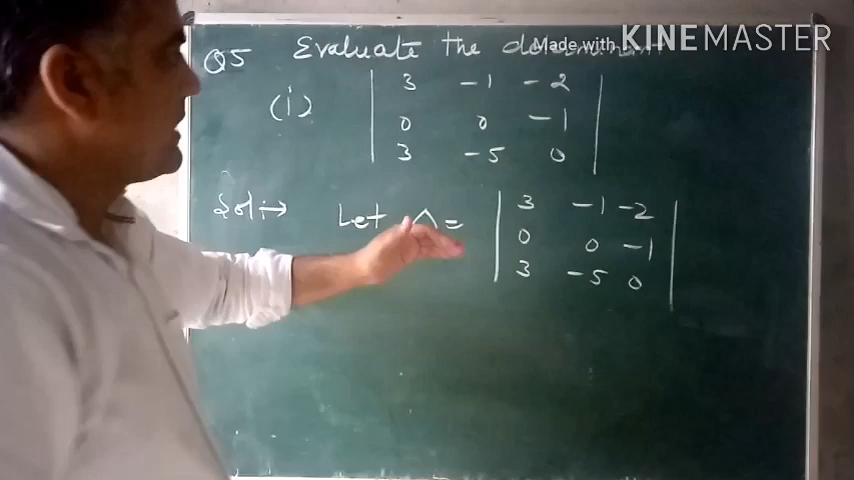 Q5 Evaluate the determinant
Made with KINEMASTER
(i) | 3 -1 -2 |
| 0 0 -1 |
| 3 -5 0 |
Sol:→ Let Δ = | 3 -1 -2 |
| 0 0 -1 |
| 3 -5 0 |